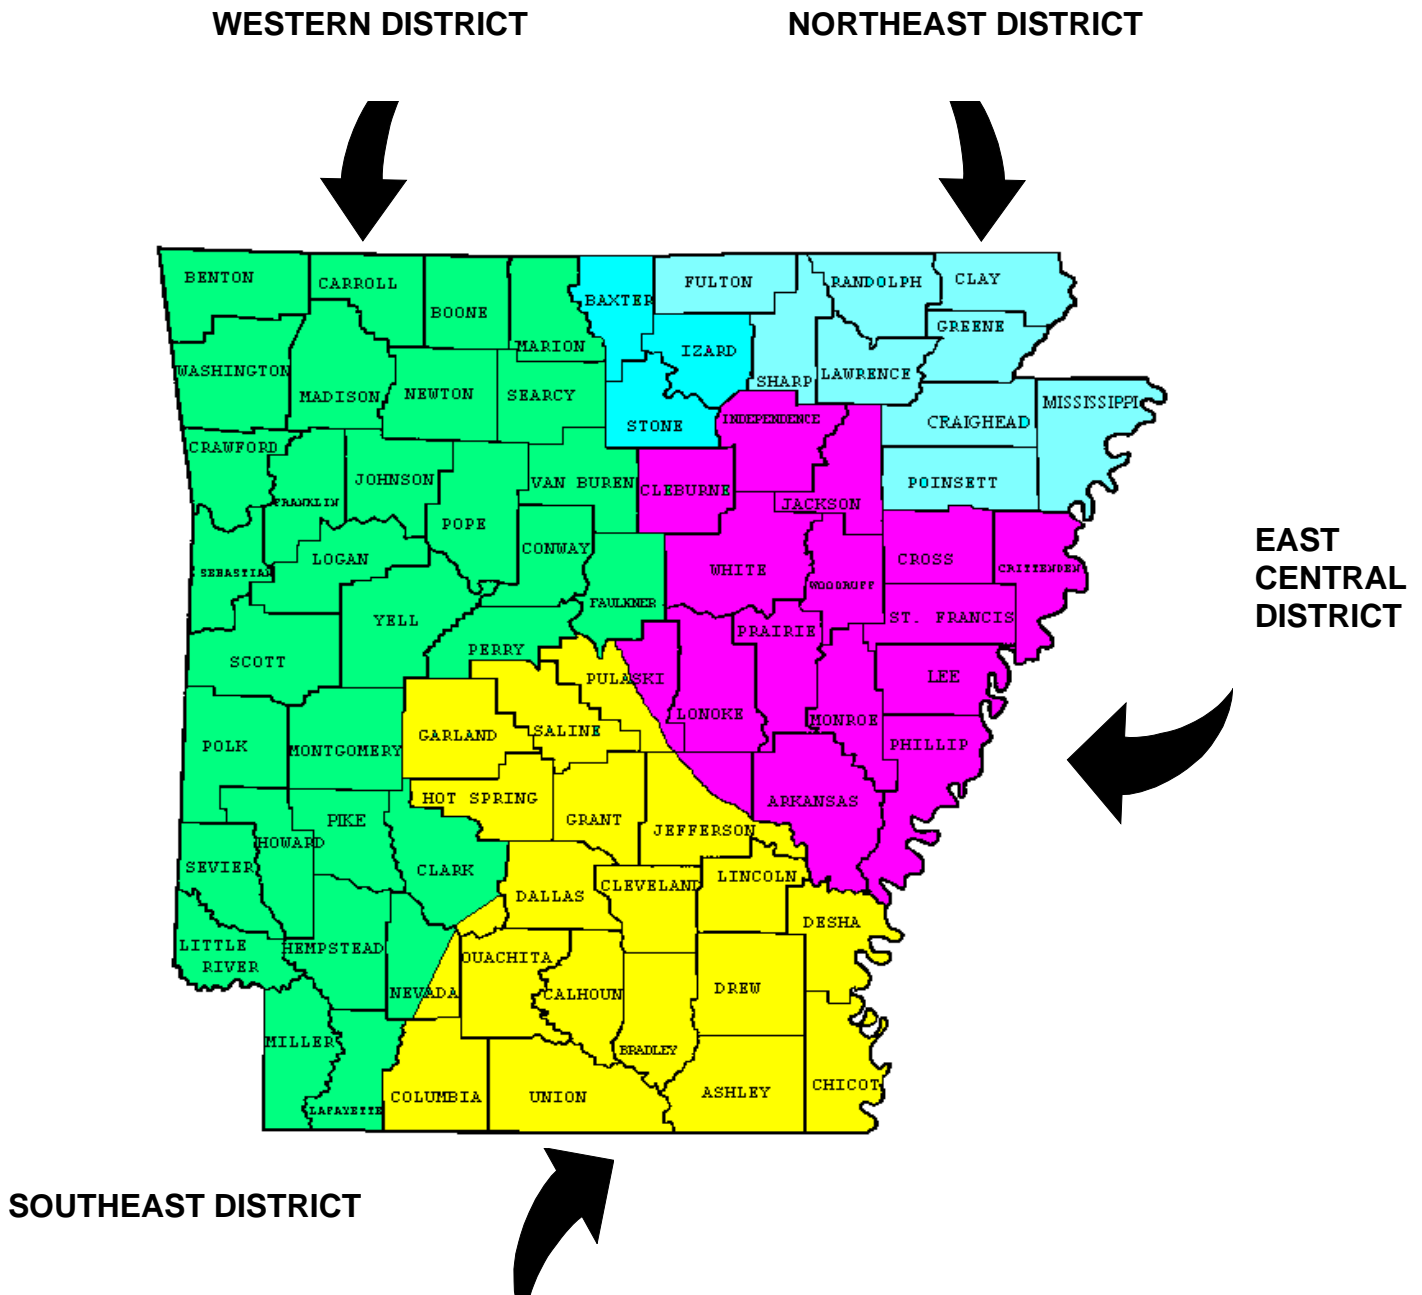 WESTERN DISTRICT
NORTHEAST DISTRICT
BENTON
CARROLL
BOONE
MARION
BAXTER
FULTON
RANDOLPH
CLAY
GREENE
IZARD
SHARP
LAWRENCE
WASHINGTON
MADISON
NEWTON
SEARCY
STONE
INDEPENDENCE
CRAIGHEAD
MISSISSIPPI
CRAWFORD
FRANKLIN
JOHNSON
POPE
VAN BUREN
CLEBURNE
JACKSON
POINSETT
SEBASTIAN
LOGAN
CONWAY
FAULKNER
WHITE
WOODRUFF
CROSS
CRITTENDEN
EAST
CENTRAL
DISTRICT
SCOTT
YELL
PERRY
PULASKI
PRAIRIE
ST. FRANCIS
LEE
POLK
MONTGOMERY
GARLAND
SALINE
LONOKE
MONROE
PHILLIP
HOT SPRING
GRANT
JEFFERSON
ARKANSAS
SEVIER
HOWARD
PIKE
CLARK
DALLAS
CLEVELAND
LINCOLN
DESHA
LITTLE
RIVER
HEMPSTEAD
NEVADA
OUACHITA
CALHOUN
DREW
MILLER
LAFAYETTE
COLUMBIA
UNION
BRADLEY
ASHLEY
CHICOT
SOUTHEAST DISTRICT